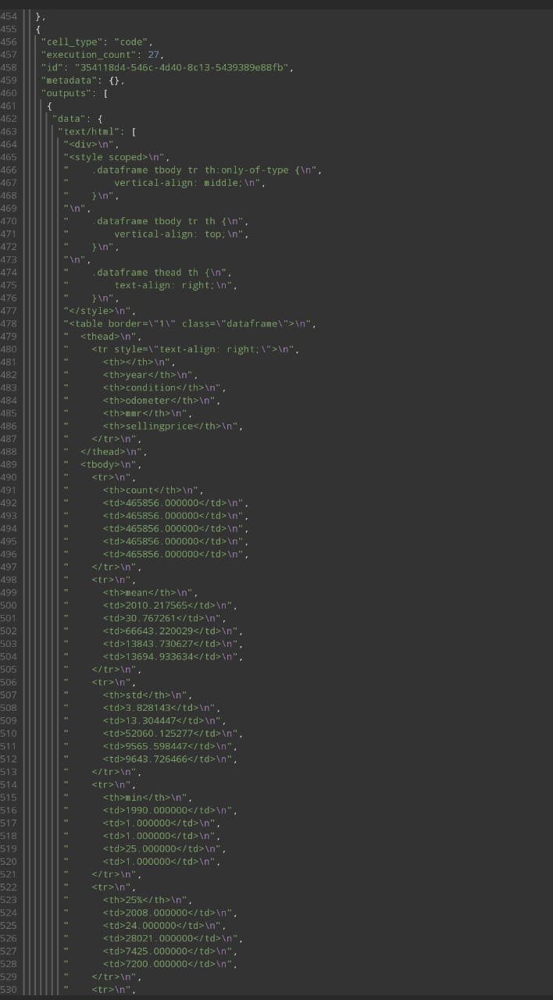 454 },
455 {
456 "cell_type": "code",
457 "execution_count": 27,
458 "id": "354118d4-546c-4d40-8c13-5439389e88fb",
459 "metadata": {},
460 "outputs": [
461 {
462 "data": {
463 "text/html": [
464 "<div>\n",
465 "<style scoped>\n",
466 "    .dataframe tbody tr th:only-of-type {\n",
467 "        vertical-align: middle;\n",
468 "    }\n",
469 "\n",
470 "    .dataframe tbody tr th {\n",
471 "        vertical-align: top;\n",
472 "    }\n",
473 "\n",
474 "    .dataframe thead th {\n",
475 "        text-align: right;\n",
476 "    }\n",
477 "</style>\n",
478 "<table border=\"1\" class=\"dataframe\">\n",
479 "  <thead>\n",
480 "    <tr style=\"text-align: right;\">\n",
481 "      <th></th>\n",
482 "      <th>year</th>\n",
483 "      <th>condition</th>\n",
484 "      <th>odometer</th>\n",
485 "      <th>mmr</th>\n",
486 "      <th>sellingprice</th>\n",
487 "    </tr>\n",
488 "  </thead>\n",
489 "  <tbody>\n",
490 "    <tr>\n",
491 "      <th>count</th>\n",
492 "      <td>465856.000000</td>\n",
493 "      <td>465856.000000</td>\n",
494 "      <td>465856.000000</td>\n",
495 "      <td>465856.000000</td>\n",
496 "      <td>465856.000000</td>\n",
497 "    </tr>\n",
498 "    <tr>\n",
499 "      <th>mean</th>\n",
500 "      <td>2010.217565</td>\n",
501 "      <td>30.767261</td>\n",
502 "      <td>66643.220029</td>\n",
503 "      <td>13843.730627</td>\n",
504 "      <td>13694.933634</td>\n",
505 "    </tr>\n",
506 "    <tr>\n",
507 "      <th>std</th>\n",
508 "      <td>3.828143</td>\n",
509 "      <td>13.304447</td>\n",
510 "      <td>52060.125277</td>\n",
511 "      <td>9565.598447</td>\n",
512 "      <td>9643.726466</td>\n",
513 "    </tr>\n",
514 "    <tr>\n",
515 "      <th>min</th>\n",
516 "      <td>1990.000000</td>\n",
517 "      <td>1.000000</td>\n",
518 "      <td>1.000000</td>\n",
519 "      <td>25.000000</td>\n",
520 "      <td>1.000000</td>\n",
521 "    </tr>\n",
522 "    <tr>\n",
523 "      <th>25%</th>\n",
524 "      <td>2008.000000</td>\n",
525 "      <td>24.000000</td>\n",
526 "      <td>28021.000000</td>\n",
527 "      <td>7425.000000</td>\n",
528 "      <td>7200.000000</td>\n",
529 "    </tr>\n",
530 "    <tr>\n",